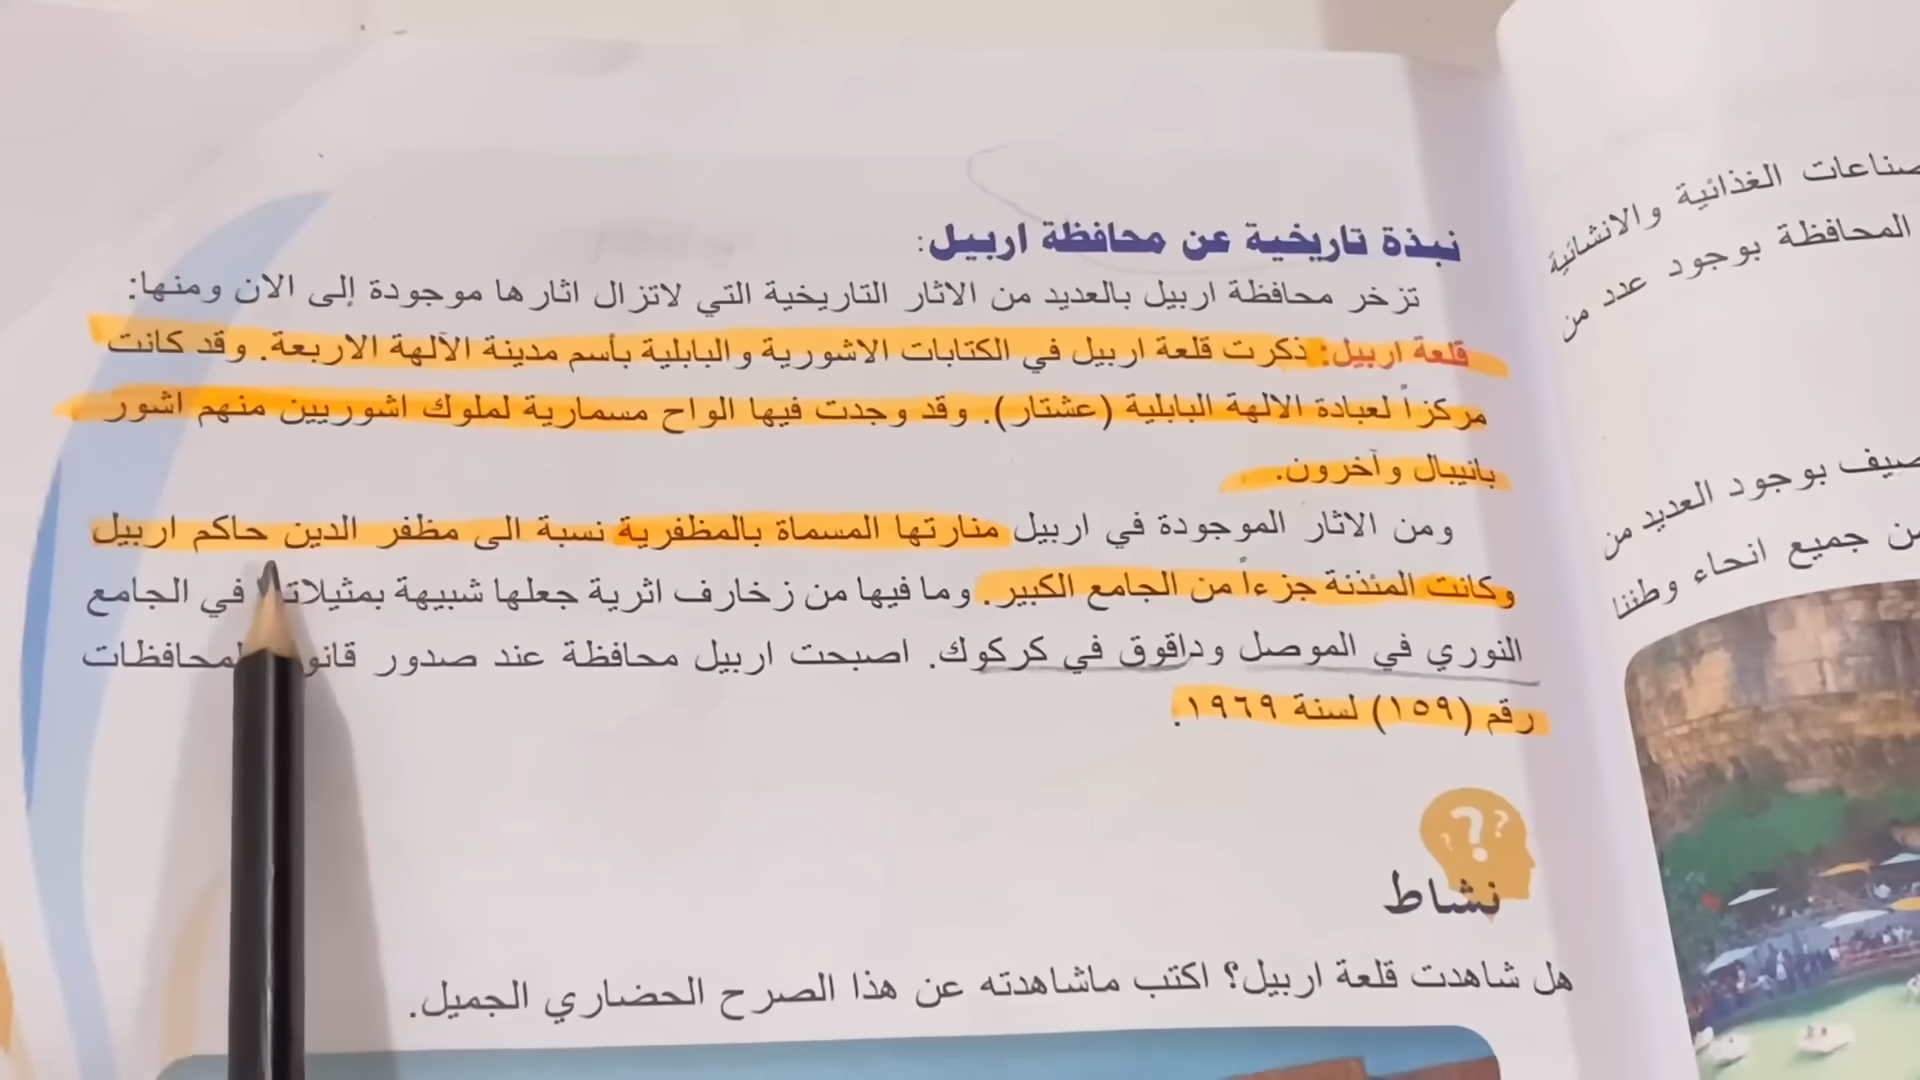 نبذة تاريخية عن محافظة اربيل:
تزخر محافظة اربيل بالعديد من الاثار التاريخية التي لاتزال اثارها موجودة إلى الان ومنها:
قلعة اربيل: ذكرت قلعة اربيل في الكتابات الاشورية والبابلية بأسم مدينة الآلهة الاربعة. وقد كانت
مركزاً لعبادة الالهة البابلية (عشتار). وقد وجدت فيها الواح مسمارية لملوك اشوريين منهم اشور
بانيبال وآخرون.
ومن الاثار الموجودة في اربيل منارتها المسماة بالمظفرية نسبة الى مظفر الدين حاكم اربيل
وكانت المئذنة جزءاً من الجامع الكبير. وما فيها من زخارف اثرية جعلها شبيهة في الجامع
النوري في الموصل وداقوق في كركوك. اصبحت اربيل محافظة عند صدور
رقم (١٥٩) لسنة ١٩٦٩.
نشاط
هل شاهدت قلعة اربيل؟ اكتب ماشاهدته عن هذا الصرح الحضاري الجميل.
الغذائية والانشائية
المحافظة بوجود عدد من
بوجود العديد من
جميع انحاء وطننا